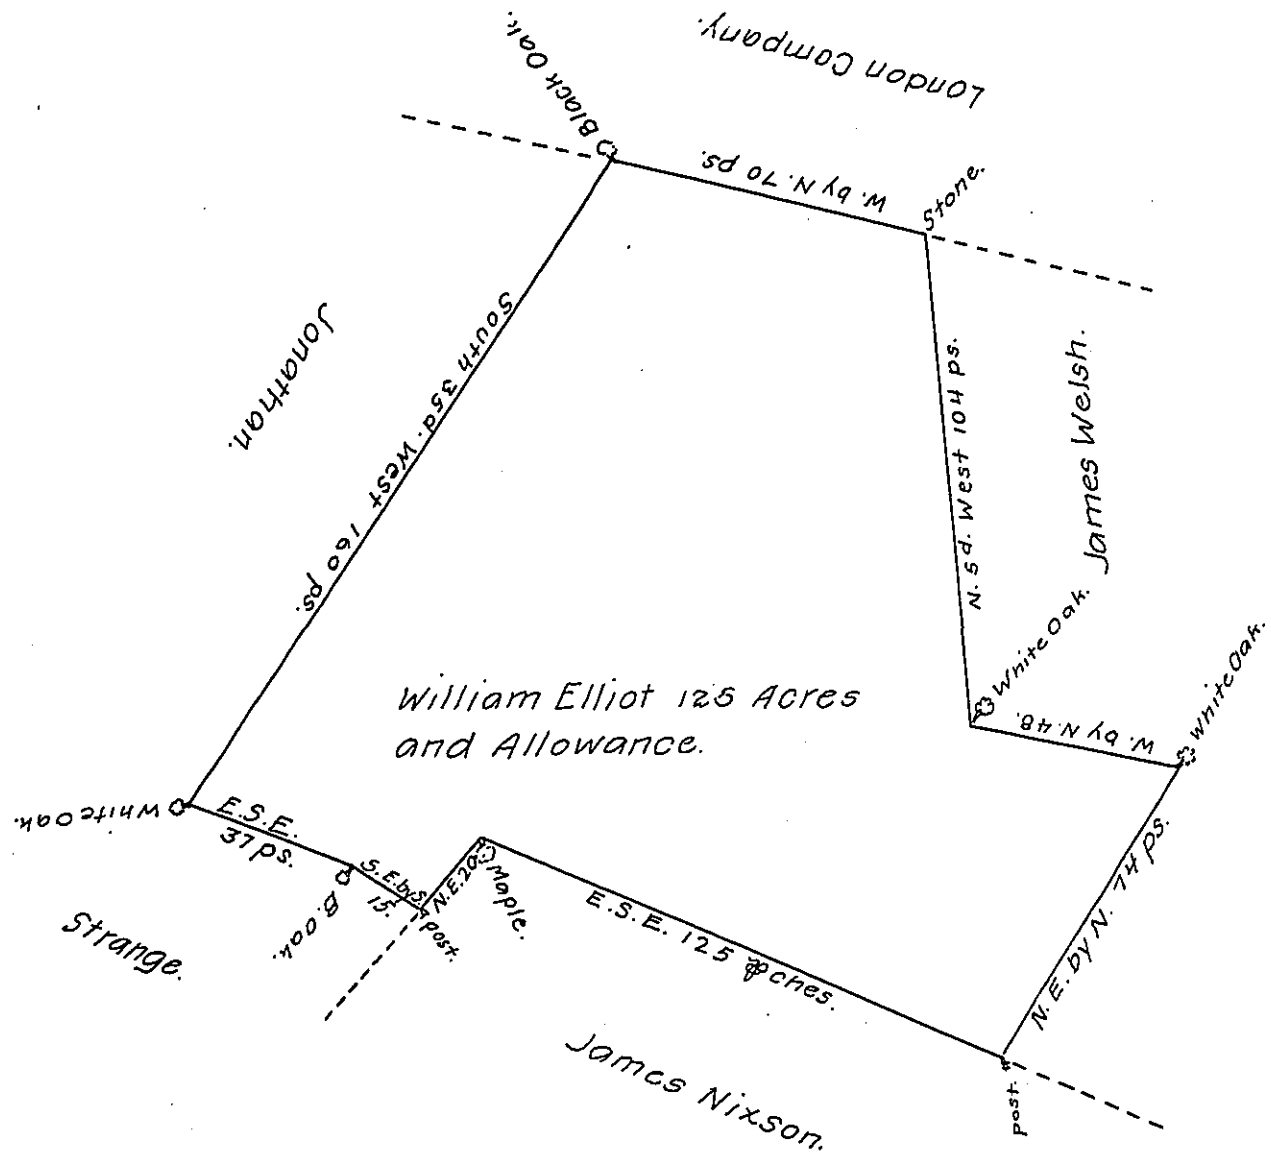 London Company.
Black Oak.
W. by N. 70 ps.
Stone.
Jonathan.
South 35d. West 160 ps.
N. 5d. West 104 ps.
James Welsh.
White Oak.
W. by N. 48.
White Oak.
William Elliot 125 Acres
and Allowance.
White Oak.
E.S.E.
37 ps.
S.E. by S.
15.
N.E. 20.
Maple.
B. oak.
post.
E.S.E. 125 ches.
N.E. by N. 74 ps.
Strange.
James Nixson.
post.